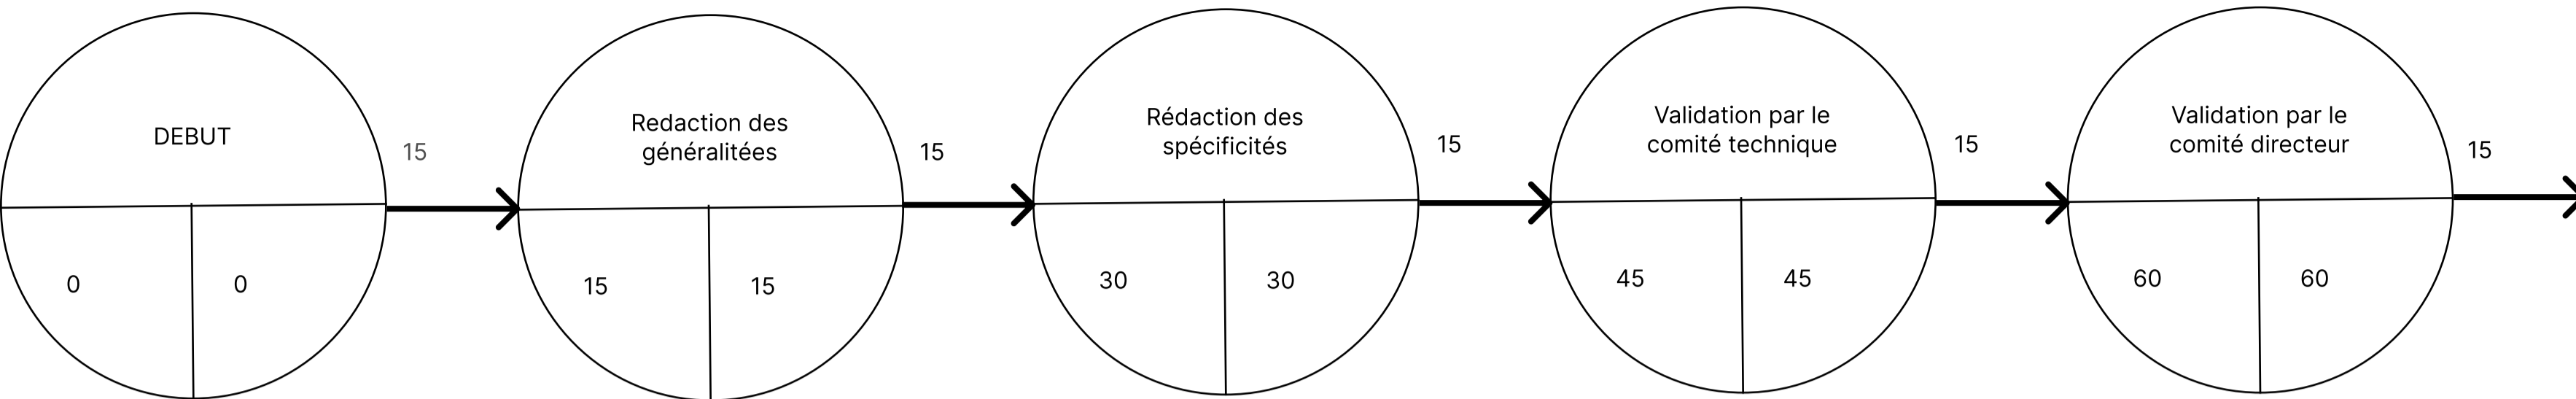 DEBUT
0
0
15
Redaction des
généralitées
15
15
15
Rédaction des
spécificités
30
30
15
Validation par le
comité technique
45
45
15
Validation par le
comité directeur
60
60
15